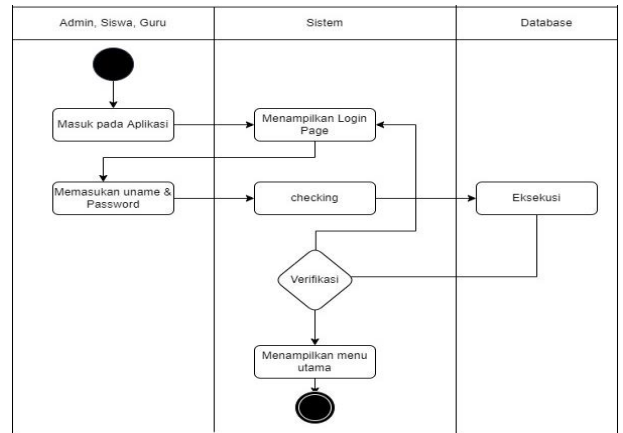 Admin, Siswa, Guru
Sistem
Database
Masuk pada Aplikasi
Menampilkan Login
Page
Memasukan uname &
Password
checking
Eksekusi
Verifikasi
Menampilkan menu
utama